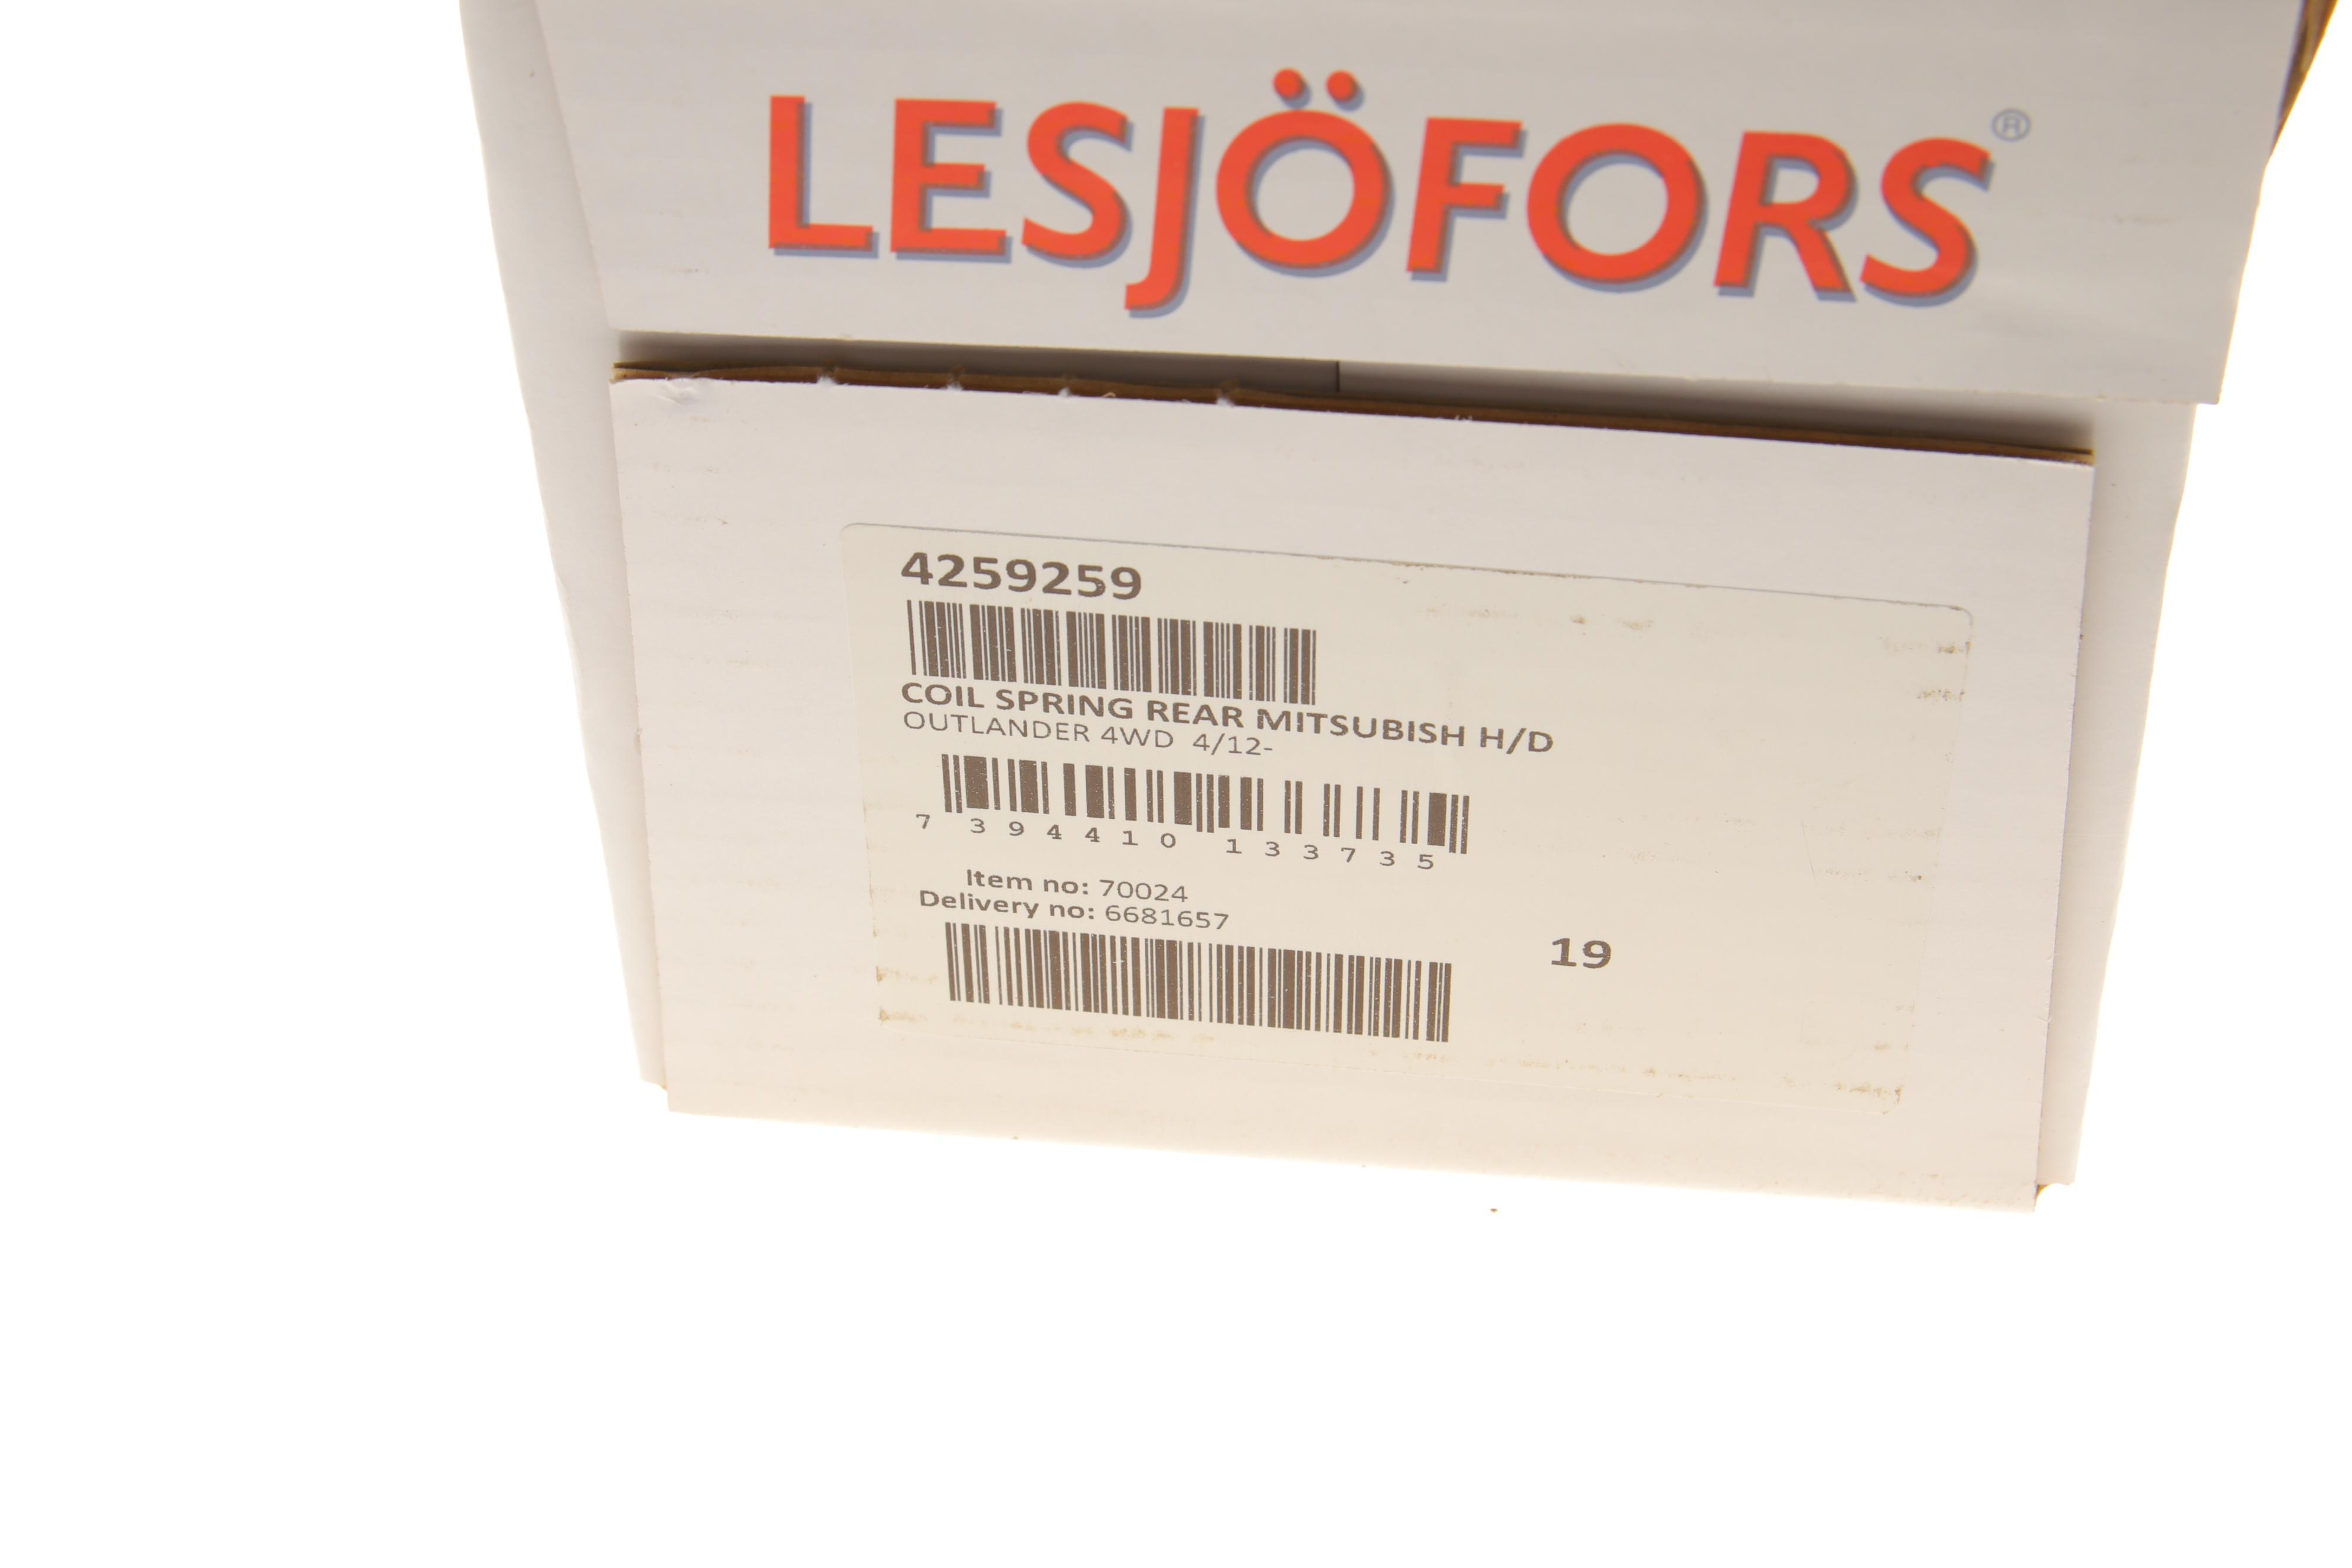 LESJÖFORS®
4259259
COIL SPRING REAR MITSUBISH H/D
OUTLANDER 4WD 4/12-
7 394410 133735
Item no: 70024
Delivery no: 6681657
19